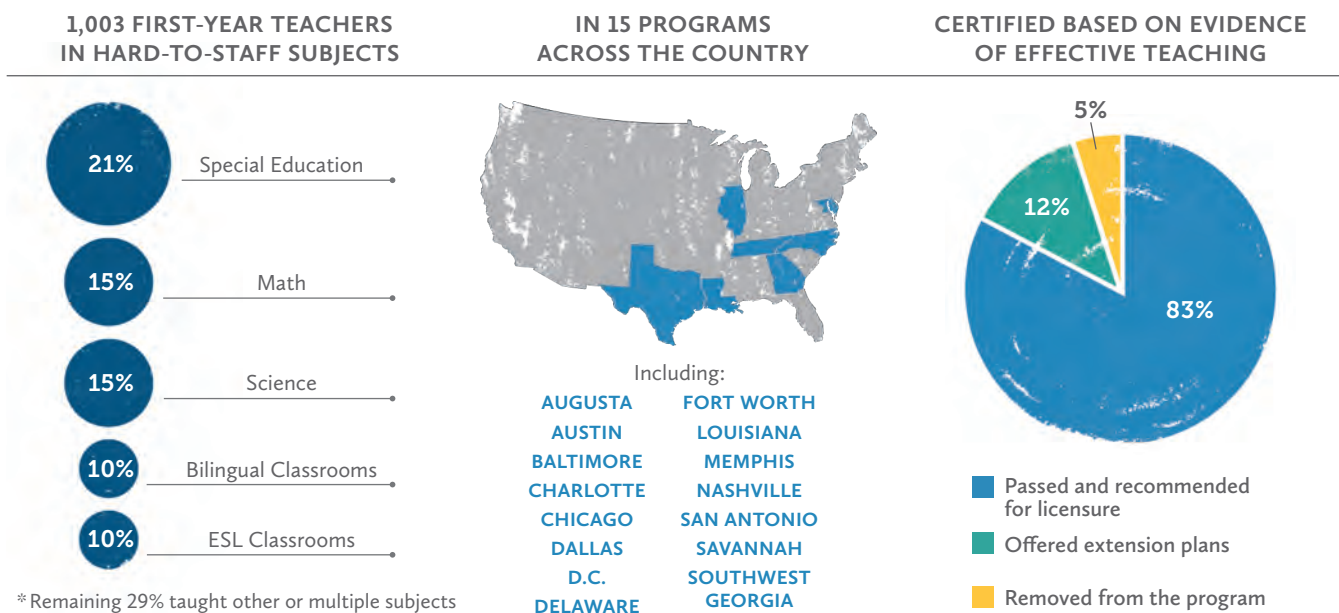 1,003 FIRST-YEAR TEACHERS
IN HARD-TO-STAFF SUBJECTS
21%
Special Education
15%
Math
15%
Science
10%
Bilingual Classrooms
10%
ESL Classrooms
* Remaining 29% taught other or multiple subjects
IN 15 PROGRAMS
ACROSS THE COUNTRY
Including:
AUGUSTA
AUSTIN
BALTIMORE
CHARLOTTE
CHICAGO
DALLAS
D.C.
DELAWARE
FORT WORTH
LOUISIANA
MEMPHIS
NASHVILLE
SAN ANTONIO
SAVANNAH
SOUTHWEST
GEORGIA
CERTIFIED BASED ON EVIDENCE
OF EFFECTIVE TEACHING
5%
12%
83%
Passed and recommended
for licensure
Offered extension plans
Removed from the program